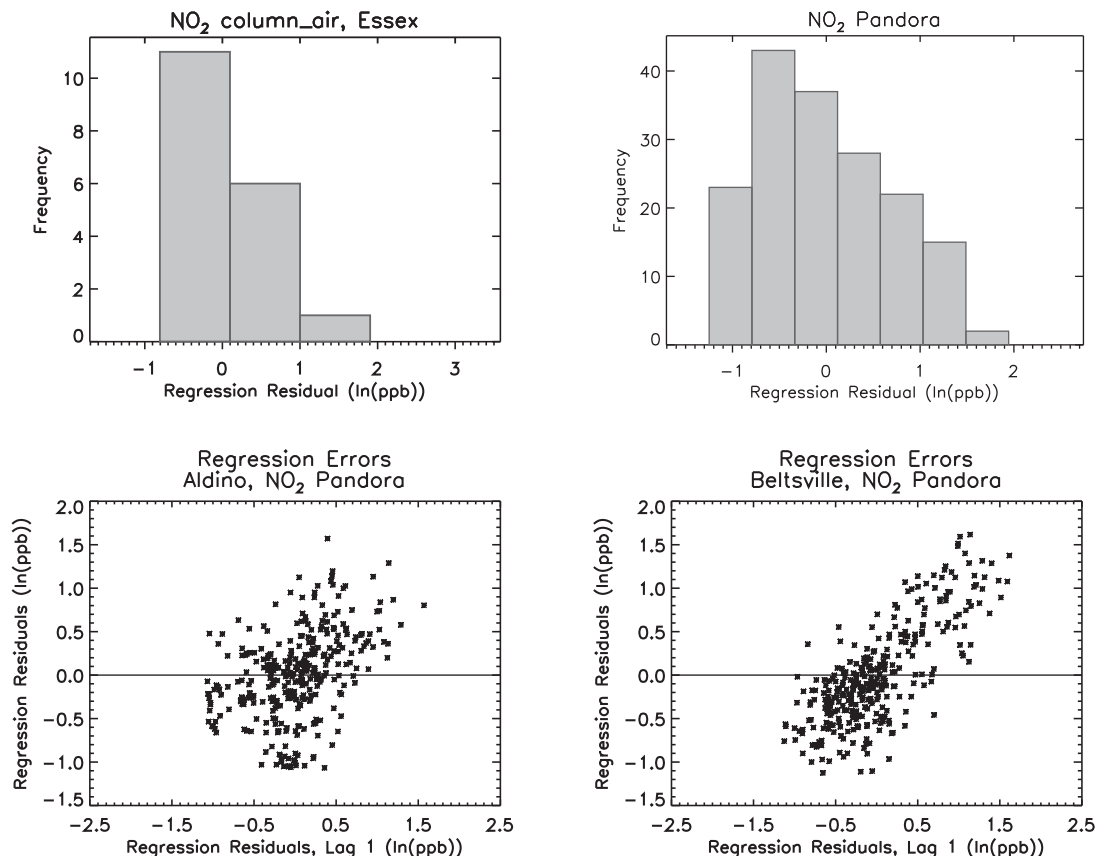 NO2 column_air, Essex
Frequency
10
8
6
4
2
0
−1 0 1 2 3
Regression Residual (ln(ppb))
NO2 Pandora
Frequency
40
30
20
10
0
−1 0 1 2
Regression Residual (ln(ppb))
Regression Errors
Aldino, NO2 Pandora
Regression Residuals (ln(ppb))
2.0
1.5
1.0
0.5
0.0
−0.5
−1.0
−1.5
−2.5 −1.5 −0.5 0.5 1.5 2.5
Regression Residuals, Lag 1 (ln(ppb))
Regression Errors
Beltsville, NO2 Pandora
Regression Residuals (ln(ppb))
2.0
1.5
1.0
0.5
0.0
−0.5
−1.0
−1.5
−2.5 −1.5 −0.5 0.5 1.5 2.5
Regression Residuals, Lag 1 (ln(ppb))